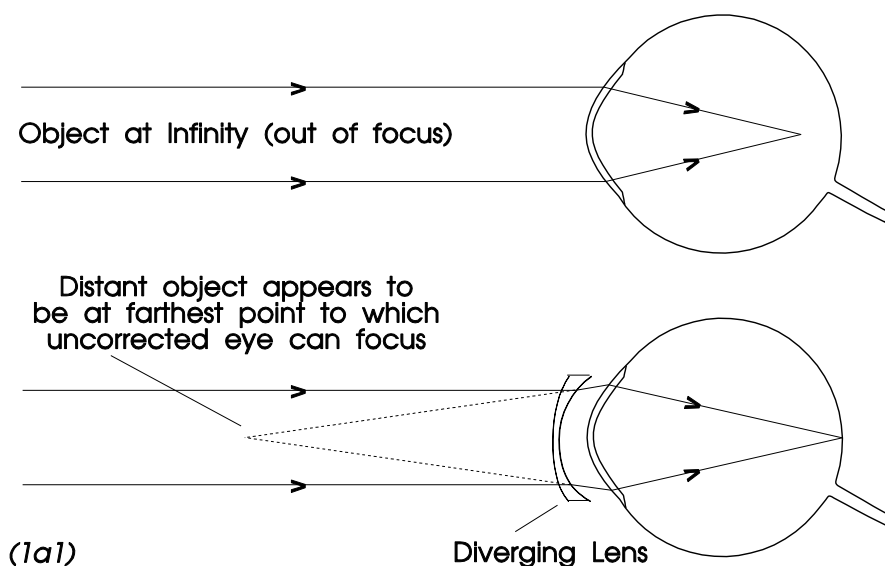 Object at Infinity (out of focus)
Distant object appears to
be at farthest point to which
uncorrected eye can focus
(1a1)
Diverging Lens